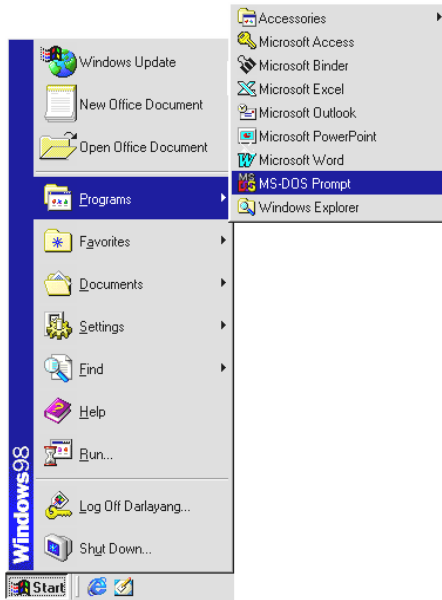 Accessories
Microsoft Access
Microsoft Binder
Microsoft Excel
Microsoft Outlook
Microsoft PowerPoint
Microsoft Word
MS-DOS Prompt
Windows Explorer
Windows Update
New Office Document
Open Office Document
Programs
Favorites
Documents
Settings
Find
Help
Run...
Log Off Darlayang...
Shut Down...
Windows98
Start